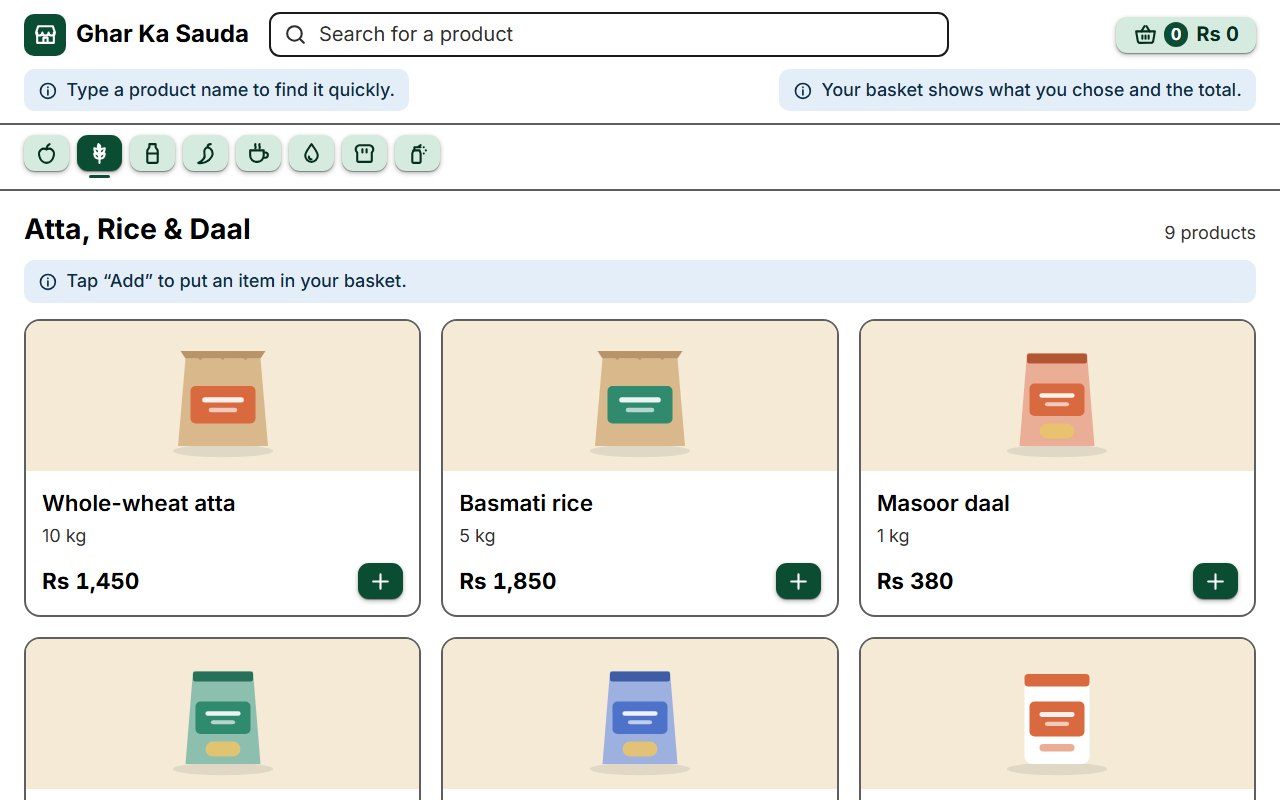 Ghar Ka Sauda
Search for a product
0 Rs 0
Type a product name to find it quickly.
Your basket shows what you chose and the total.
Atta, Rice & Daal
9 products
Tap “Add” to put an item in your basket.
Whole-wheat atta
10 kg
Rs 1,450
Basmati rice
5 kg
Rs 1,850
Masoor daal
1 kg
Rs 380